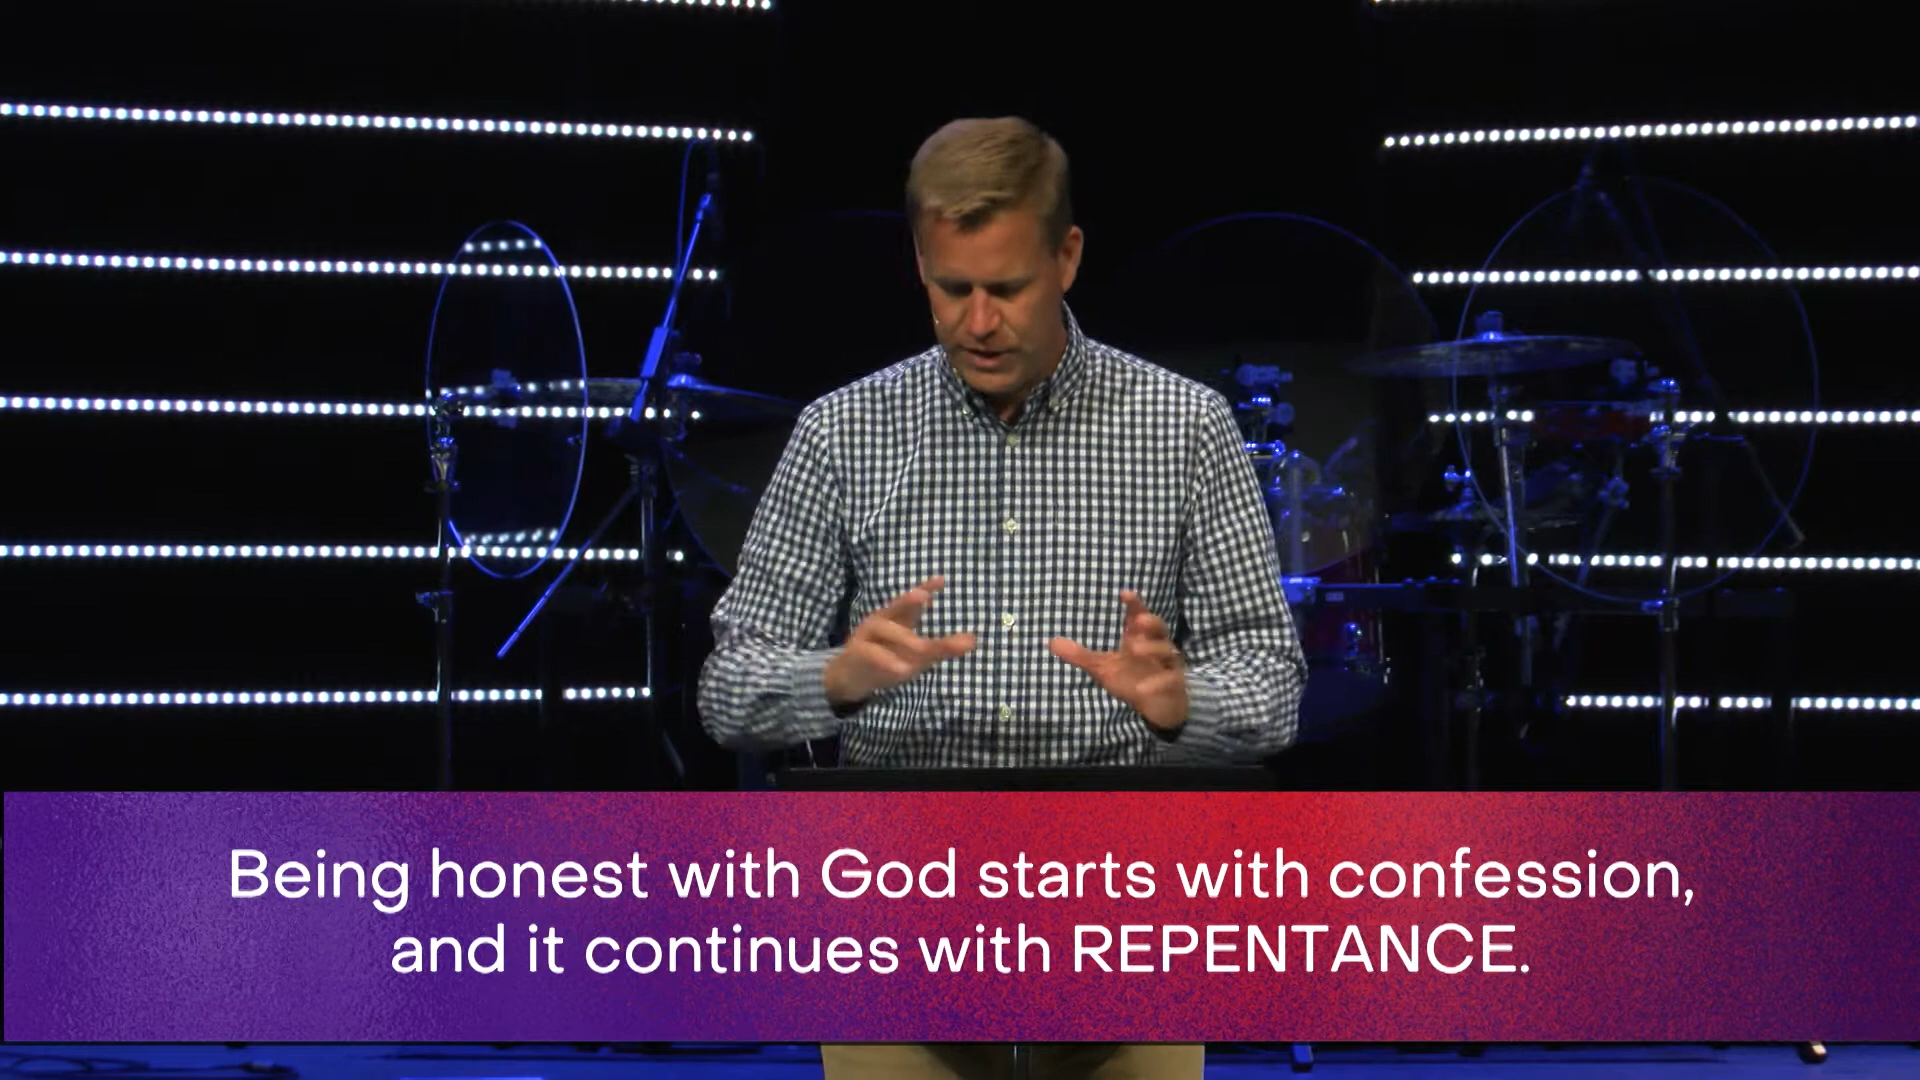 Being honest with God starts with confession,
and it continues with REPENTANCE.